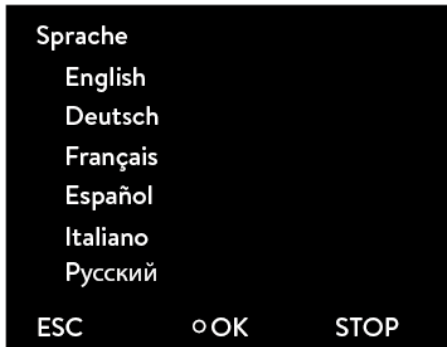 Sprache
English
Deutsch
Français
Español
Italiano
Русский
ESC OK STOP